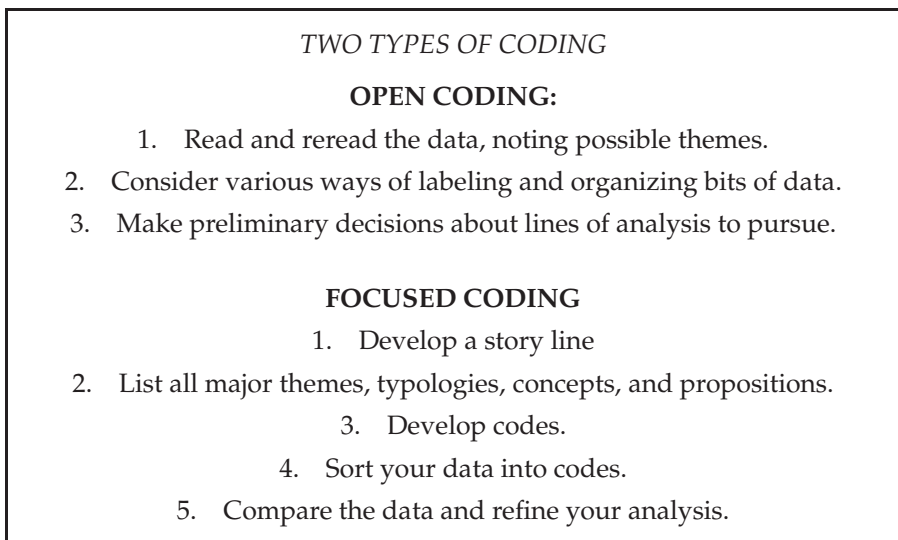 TWO TYPES OF CODING
OPEN CODING:
1. Read and reread the data, noting possible themes.
2. Consider various ways of labeling and organizing bits of data.
3. Make preliminary decisions about lines of analysis to pursue.
FOCUSED CODING
1. Develop a story line
2. List all major themes, typologies, concepts, and propositions.
3. Develop codes.
4. Sort your data into codes.
5. Compare the data and refine your analysis.